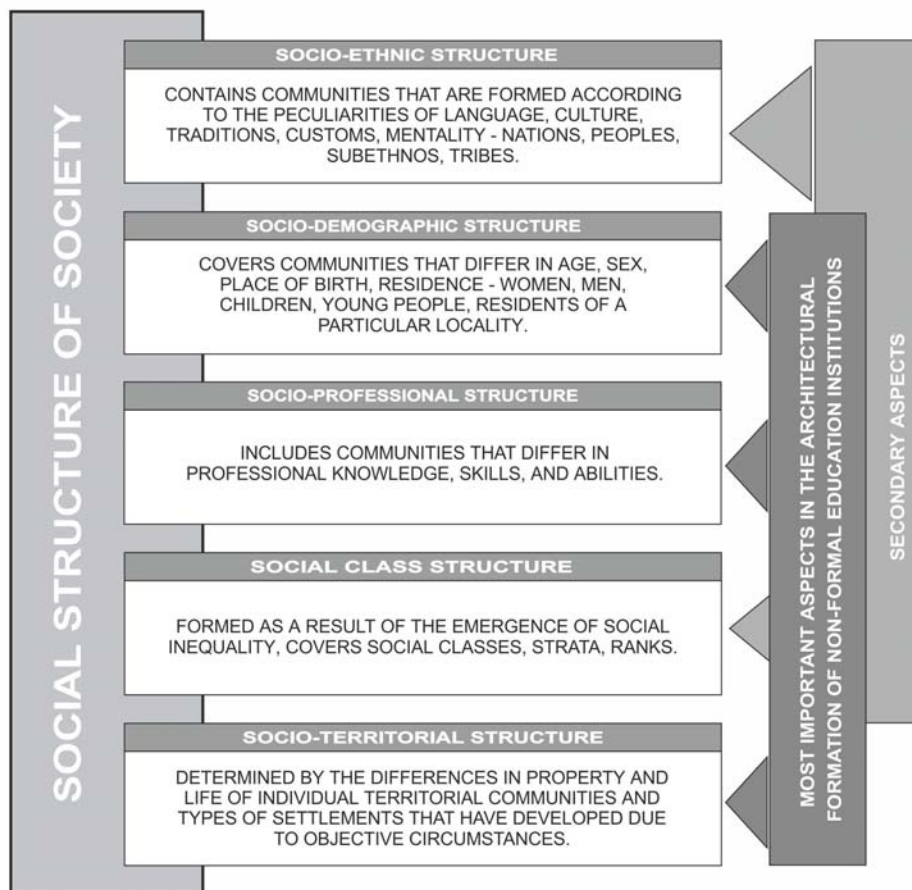 SOCIAL STRUCTURE OF SOCIETY
SOCIO-ETHNIC STRUCTURE
CONTAINS COMMUNITIES THAT ARE FORMED ACCORDING
TO THE PECULIARITIES OF LANGUAGE, CULTURE,
TRADITIONS, CUSTOMS, MENTALITY - NATIONS, PEOPLES,
SUBETHNOS, TRIBES.
SOCIO-DEMOGRAPHIC STRUCTURE
COVERS COMMUNITIES THAT DIFFER IN AGE, SEX,
PLACE OF BIRTH, RESIDENCE - WOMEN, MEN,
CHILDREN, YOUNG PEOPLE, RESIDENTS OF A
PARTICULAR LOCALITY.
SOCIO-PROFESSIONAL STRUCTURE
INCLUDES COMMUNITIES THAT DIFFER IN
PROFESSIONAL KNOWLEDGE, SKILLS, AND ABILITIES.
SOCIAL CLASS STRUCTURE
FORMED AS A RESULT OF THE EMERGENCE OF SOCIAL
INEQUALITY, COVERS SOCIAL CLASSES, STRATA, RANKS.
SOCIO-TERRITORIAL STRUCTURE
DETERMINED BY THE DIFFERENCES IN PROPERTY AND
LIFE OF INDIVIDUAL TERRITORIAL COMMUNITIES AND
TYPES OF SETTLEMENTS THAT HAVE DEVELOPED DUE
TO OBJECTIVE CIRCUMSTANCES.
MOST IMPORTANT ASPECTS IN THE ARCHITECTURAL
FORMATION OF NON-FORMAL EDUCATION INSTITUTIONS
SECONDARY ASPECTS